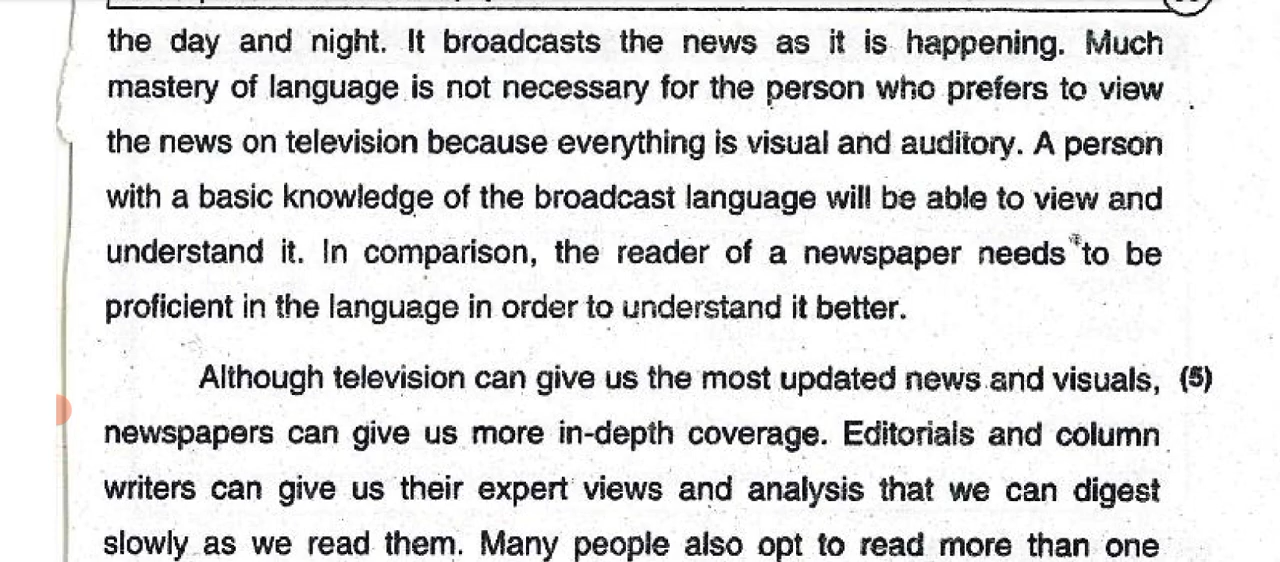 the day and night. It broadcasts the news as it is happening. Much
mastery of language is not necessary for the person who prefers to view
the news on television because everything is visual and auditory. A person
with a basic knowledge of the broadcast language will be able to view and
understand it. In comparison, the reader of a newspaper needs to be
proficient in the language in order to understand it better.
Although television can give us the most updated news and visuals, (5)
newspapers can give us more in-depth coverage. Editorials and column
writers can give us their expert views and analysis that we can digest
slowly as we read them. Many people also opt to read more than one